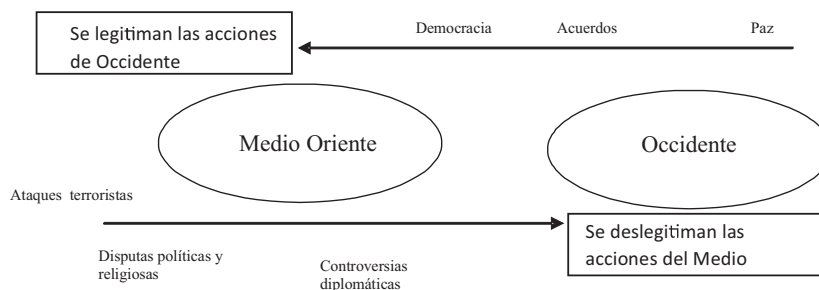 Se legitiman las acciones
de Occidente
Democracia Acuerdos Paz
Medio Oriente
Occidente
Ataques terroristas
Se deslegitiman las
acciones del Medio
Disputas políticas y
religiosas
Controversias
diplomáticas